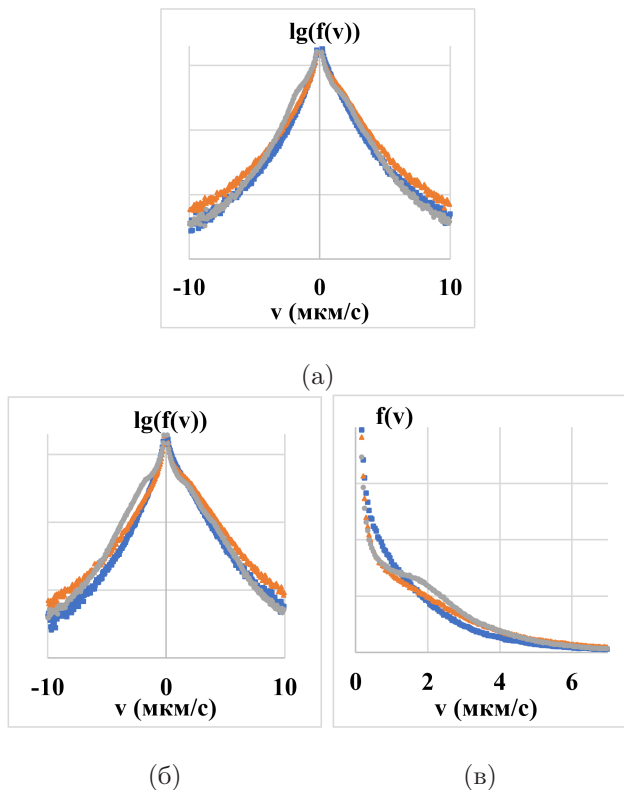 lg(f(v))
-10 0 10
v (мкм/с)
(а)
lg(f(v))
-10 0 10
v (мкм/с)
(б)
f(v)
0 2 4 6
v (мкм/с)
(в)